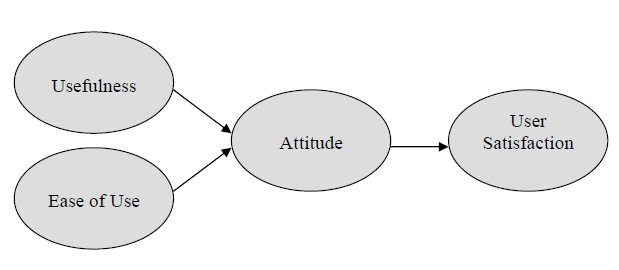 Usefulness
Ease of Use
Attitude
User
Satisfaction